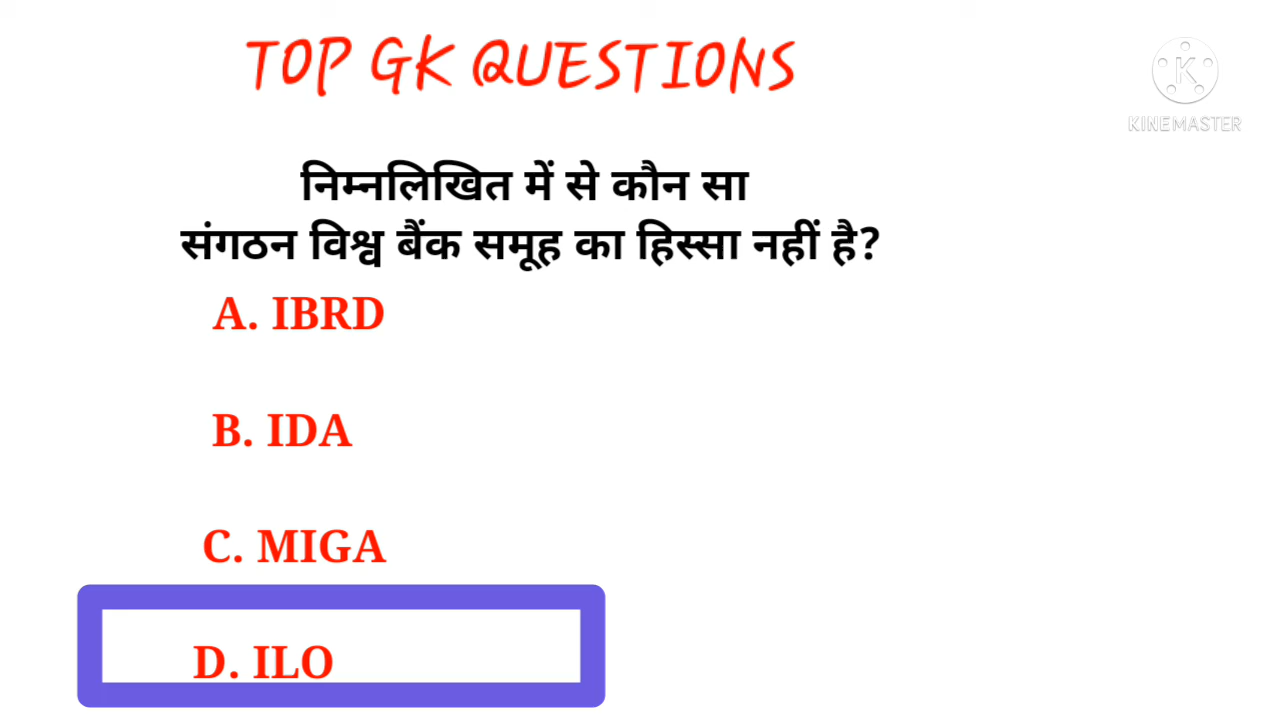 TOP GK QUESTIONS
K
KINEMASTER
निम्नलिखित में से कौन सा
संगठन विश्व बैंक समूह का हिस्सा नहीं है?
A. IBRD
B. IDA
C. MIGA
D. ILO